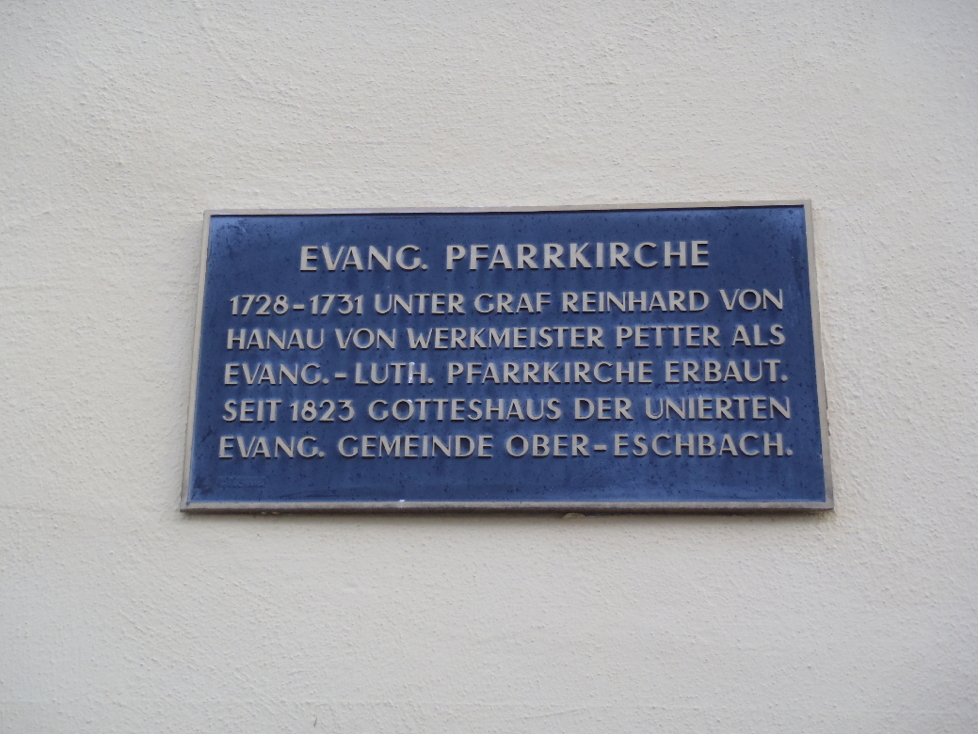 EVANG. PFARRKIRCHE
1728-1731 UNTER GRAF REINHARD VON
HANAU VON WERKMEISTER PETTER ALS
EVANG.-LUTH. PFARRKIRCHE ERBAUT.
SEIT 1823 GOTTESHAUS DER UNIERTEN
EVANG. GEMEINDE OBER-ESCHBACH.